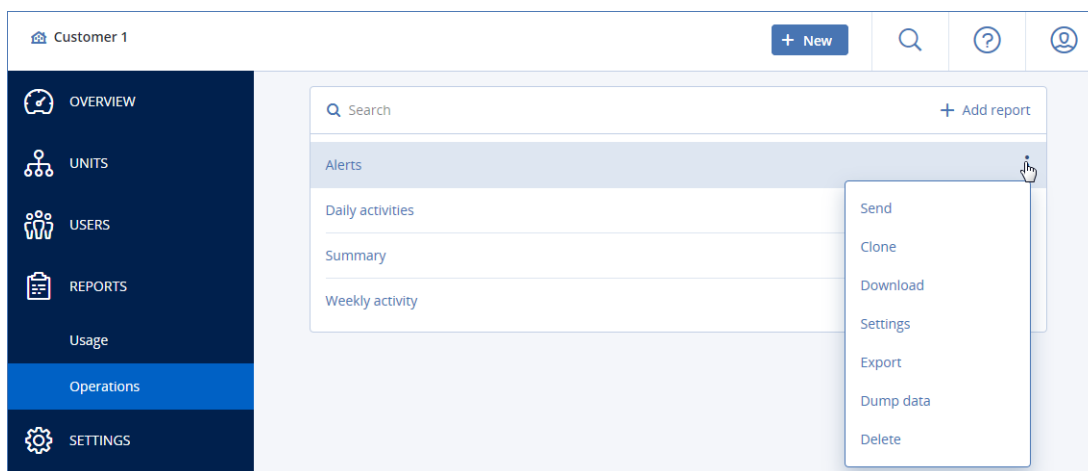 Customer 1
+ New
OVERVIEW
UNITS
USERS
REPORTS
Usage
Operations
SETTINGS
Search
+ Add report
Alerts
Daily activities
Summary
Weekly activity
Send
Clone
Download
Settings
Export
Dump data
Delete